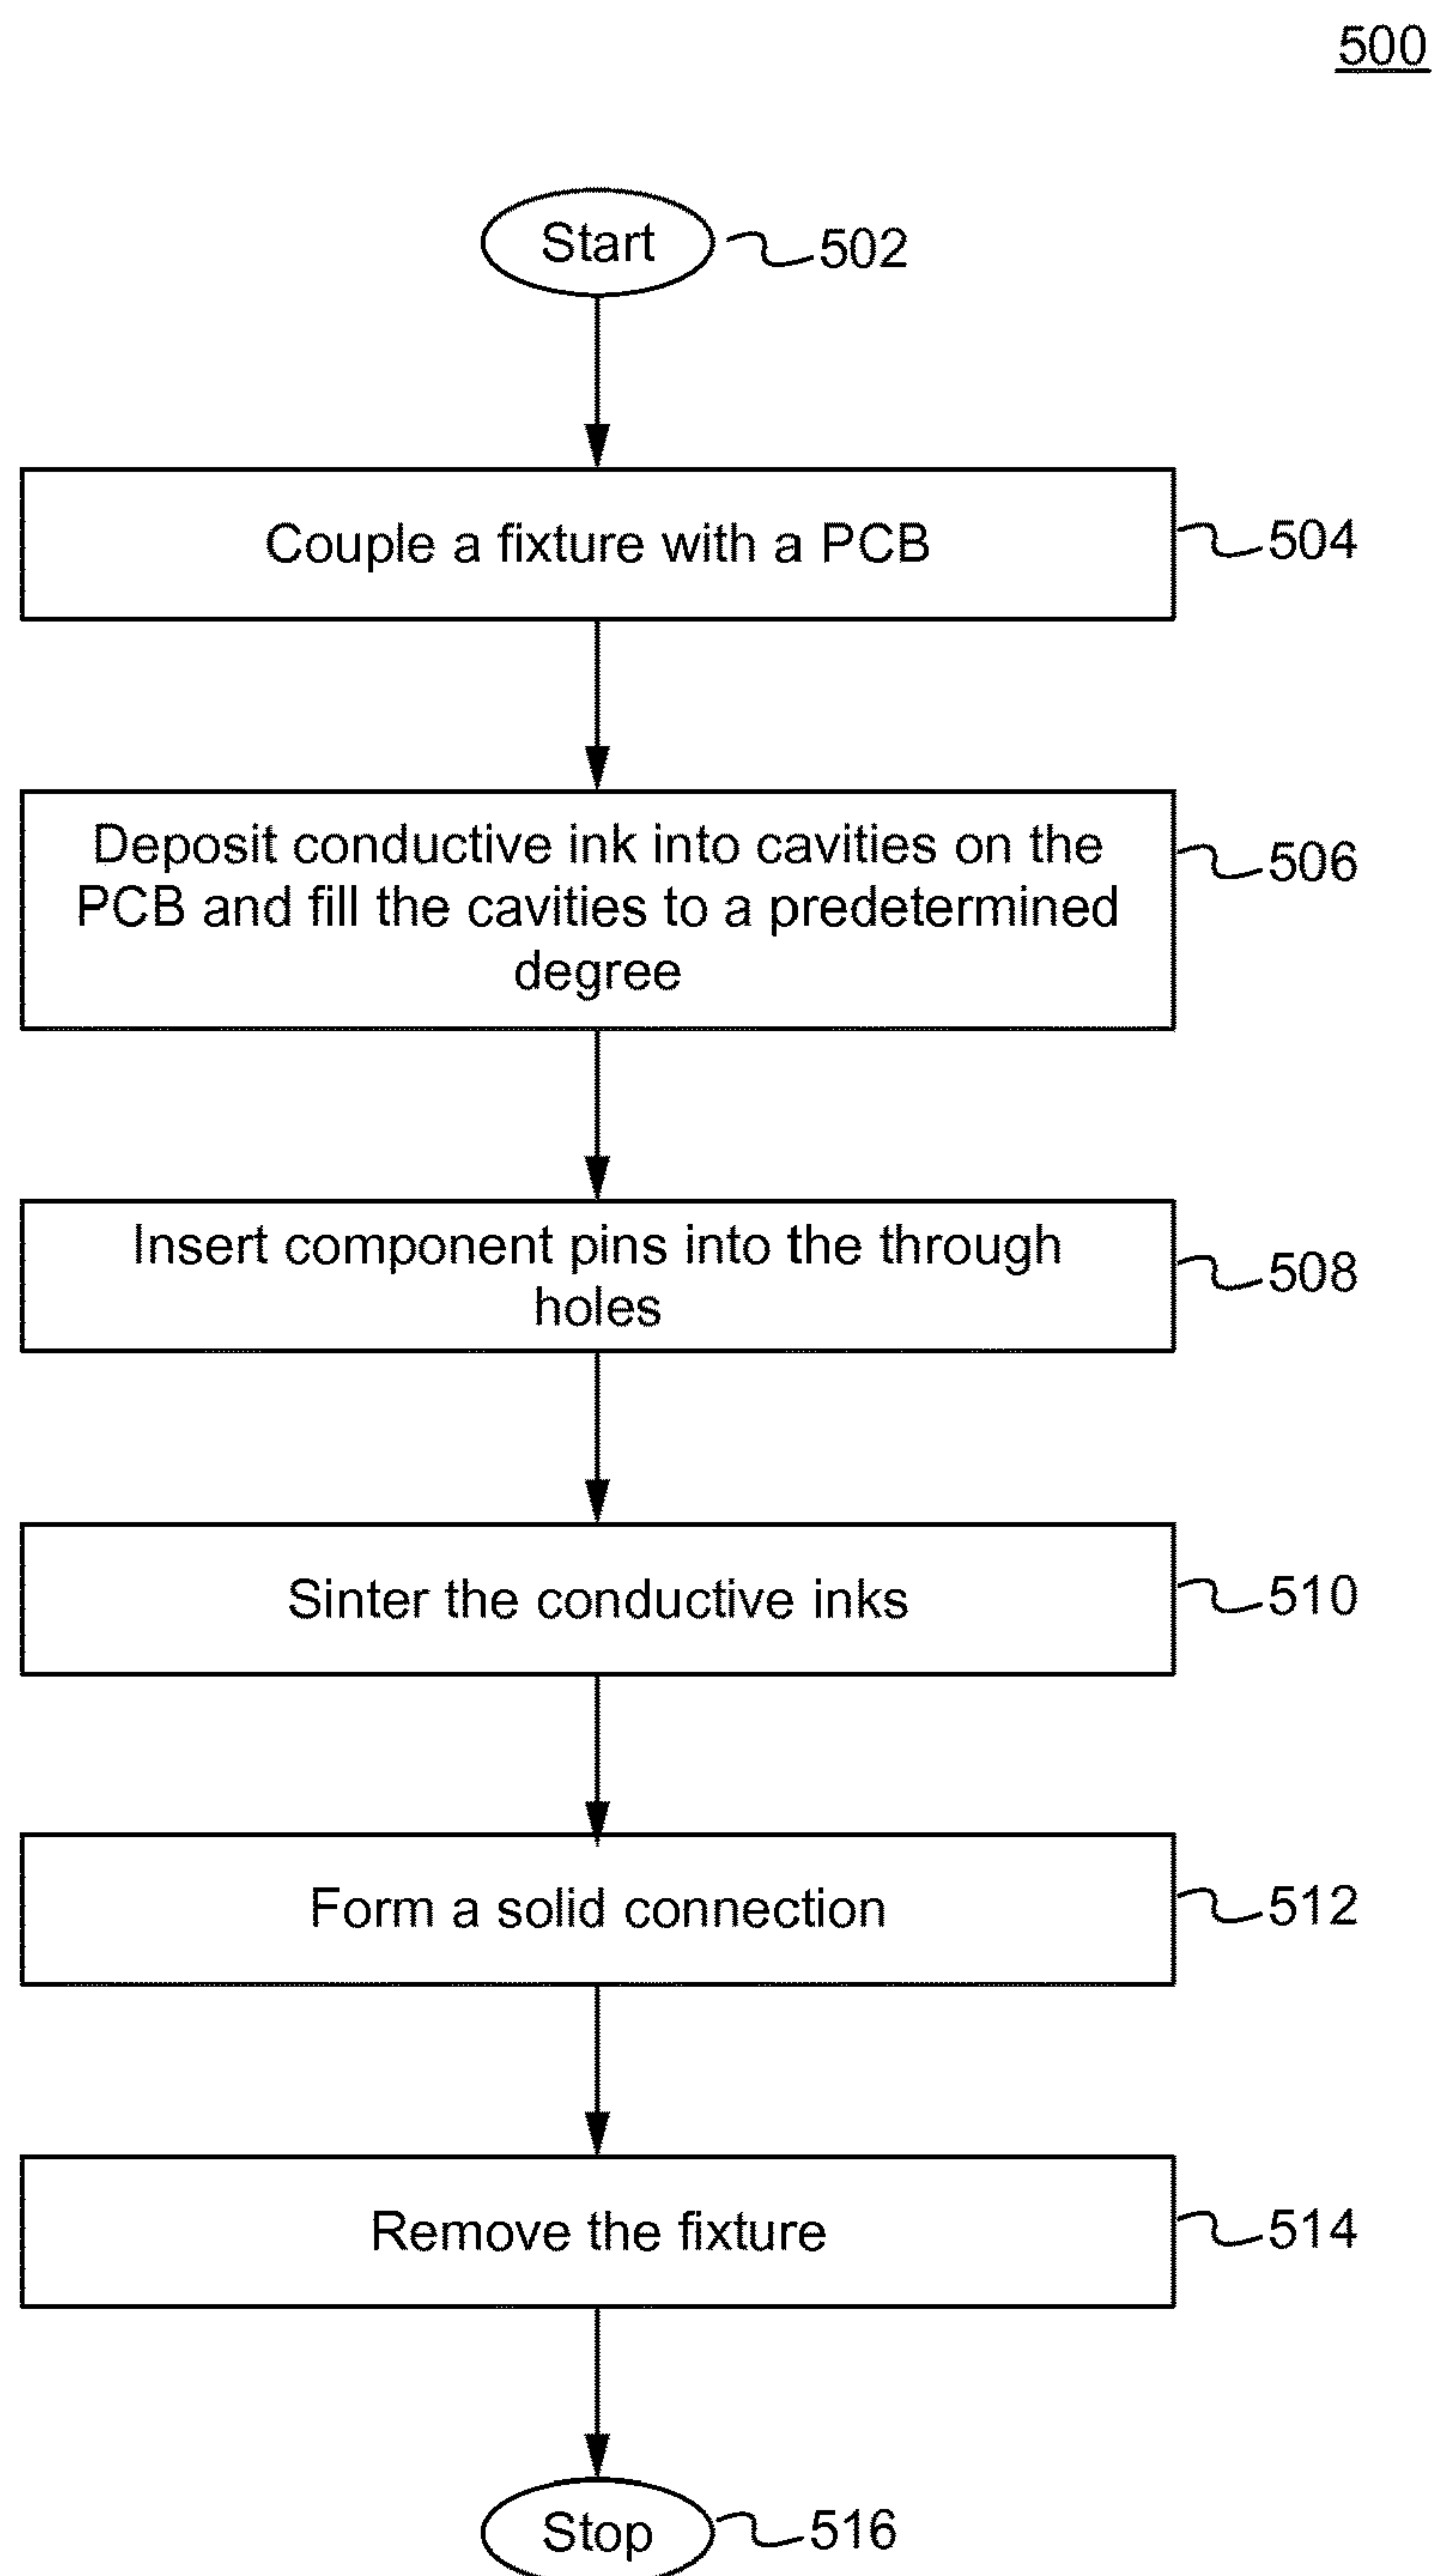 500
Start
502
Couple a fixture with a PCB
504
Deposit conductive ink into cavities on the
PCB and fill the cavities to a predetermined
degree
506
Insert component pins into the through
holes
508
Sinter the conductive inks
510
Form a solid connection
512
Remove the fixture
514
Stop
516